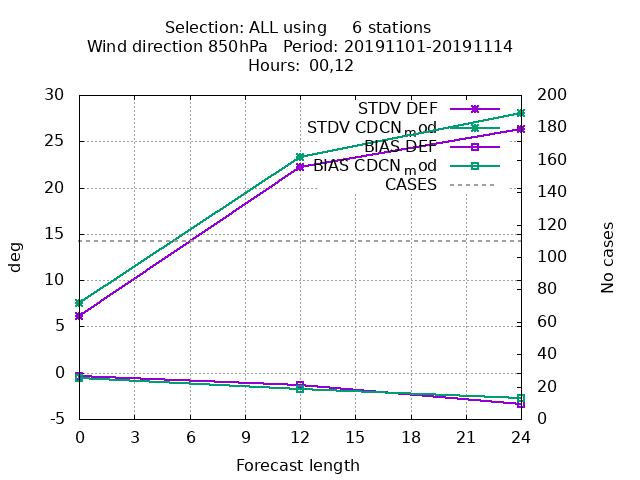 Selection: ALL using     6 stations
Wind direction 850hPa   Period: 20191101-20191114
Hours:  00,12
30
25
20
15
10
5
0
-5
200
180
160
140
120
100
80
60
40
20
0
deg
No cases
STDV DEF
STDV CDCNmod
BIAS DEF
BIAS CDCNmod
CASES
0 3 6 9 12 15 18 21 24
Forecast length